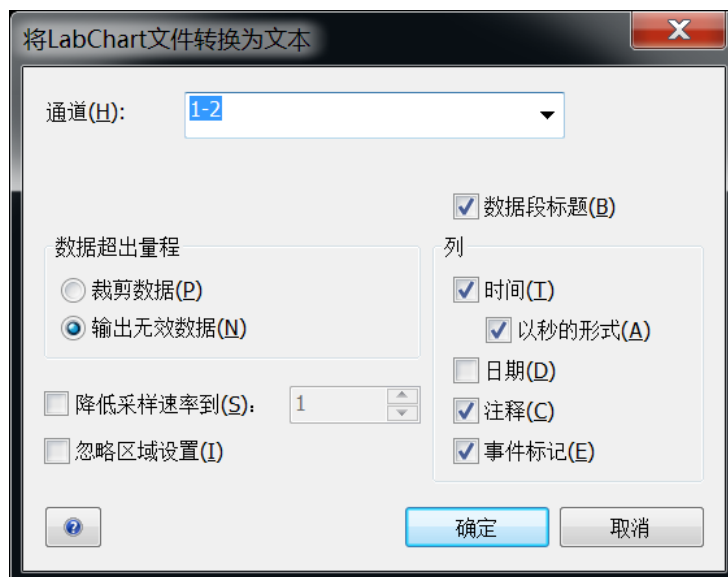 将LabChart文件转换为文本
通道(H):
1-2
数据段标题(B)
数据超出量程
裁剪数据(P)
输出无效数据(N)
列
时间(T)
以秒的形式(A)
日期(D)
注释(C)
事件标记(E)
降低采样速率到(S):
1
忽略区域设置(I)
确定
取消